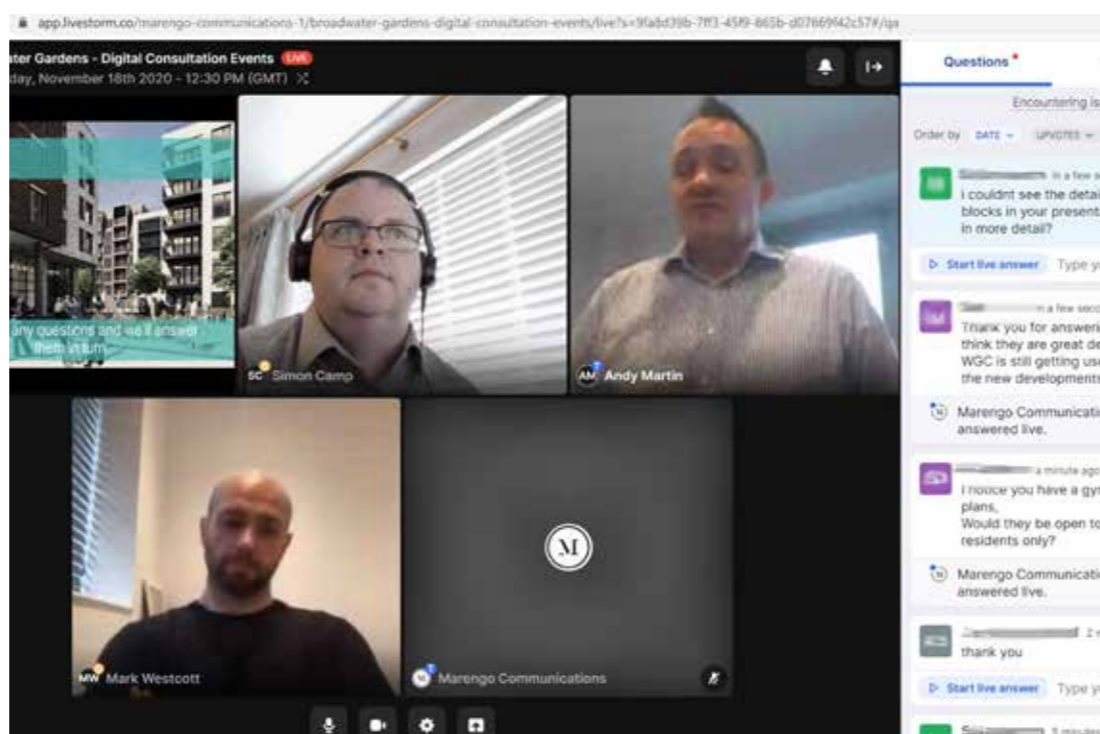 app.livestorm.co/marengo-communications-1/broadwater-gardens-digital-consultation-events/live?s=9fa8d39b-7ff3-45f9-865b-d07669f42c57#/qa
ter Gardens - Digital Consultation Events LIVE
day, November 18th 2020 - 12:30 PM (GMT)
any questions and we'll answer
them in turn
SC Simon Camp
AM Andy Martin
MW Mark Westcott
M
M Marengo Communications
Questions
Encountering is
Order by DATE UPVOTES
in a few s
I couldnt see the detail
blocks in your present
in more detail?
Start live answer Type yo
in a few seco
Thank you for answerin
think they are great de
WGC is still getting use
the new developments
Marengo Communicati
answered live.
a minute ago
I notice you have a gy
plans,
Would they be open to
residents only?
Marengo Communicati
answered live.
thank you
Start live answer Type yo
5 minutes